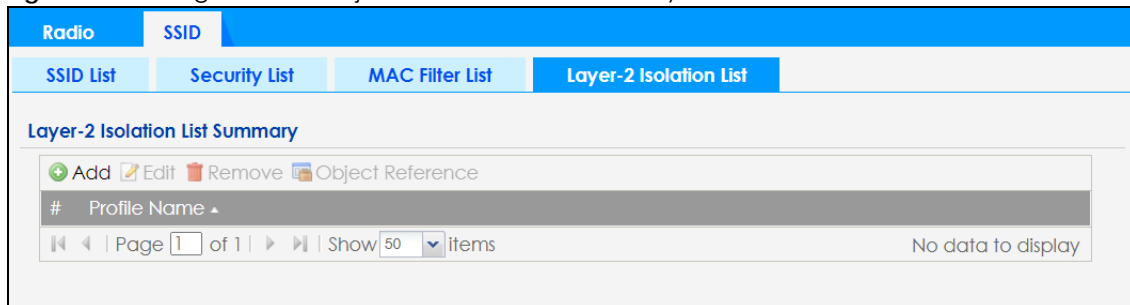 Radio SSID
SSID List Security List MAC Filter List Layer-2 Isolation List
Layer-2 Isolation List Summary
Add Edit Remove Object Reference
# Profile Name
Page 1 of 1 Show 50 items No data to display